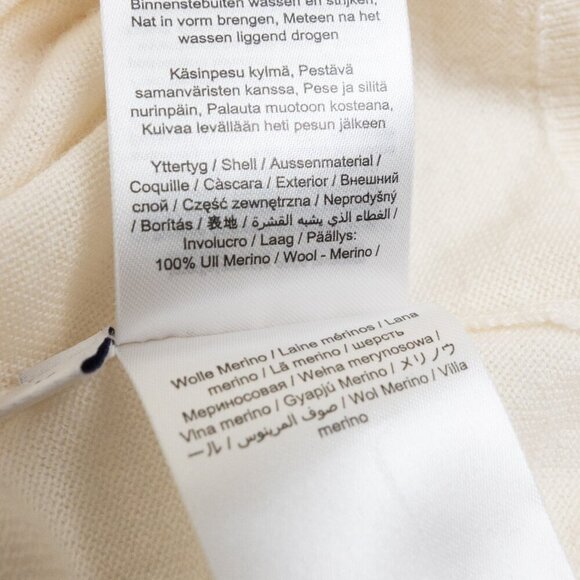 Binnenstebuiten wassen en strijken,
Nat in vorm brengen, Meteen na het
wassen liggend drogen
Käsinpesu kylmä, Pestävä
samanväristen kanssa, Pese ja silitä
nurinpäin, Palauta muotoon kosteana,
Kuivaa levällään heti pesun jälkeen
Yttertyg / Shell / Aussenmaterial /
Coquille / Càscara / Exterior / Внешний
слой / Część zewnętrzna / Neprodyšný
/ Borítás / 表地 / الغطاء الذي يشبه القشرة /
Involucro / Laag / Päällys:
100% Ull Merino / Wool - Merino /
Wolle Merino / Laine mérinos / Lana
merino / Lã merino / шерсть
Мериносовая / Wełna merynosowa /
Vlna merino / Gyapjú Merino / メリノウ
ール / صوف المرينوس / Wol Merino / Villa
merino